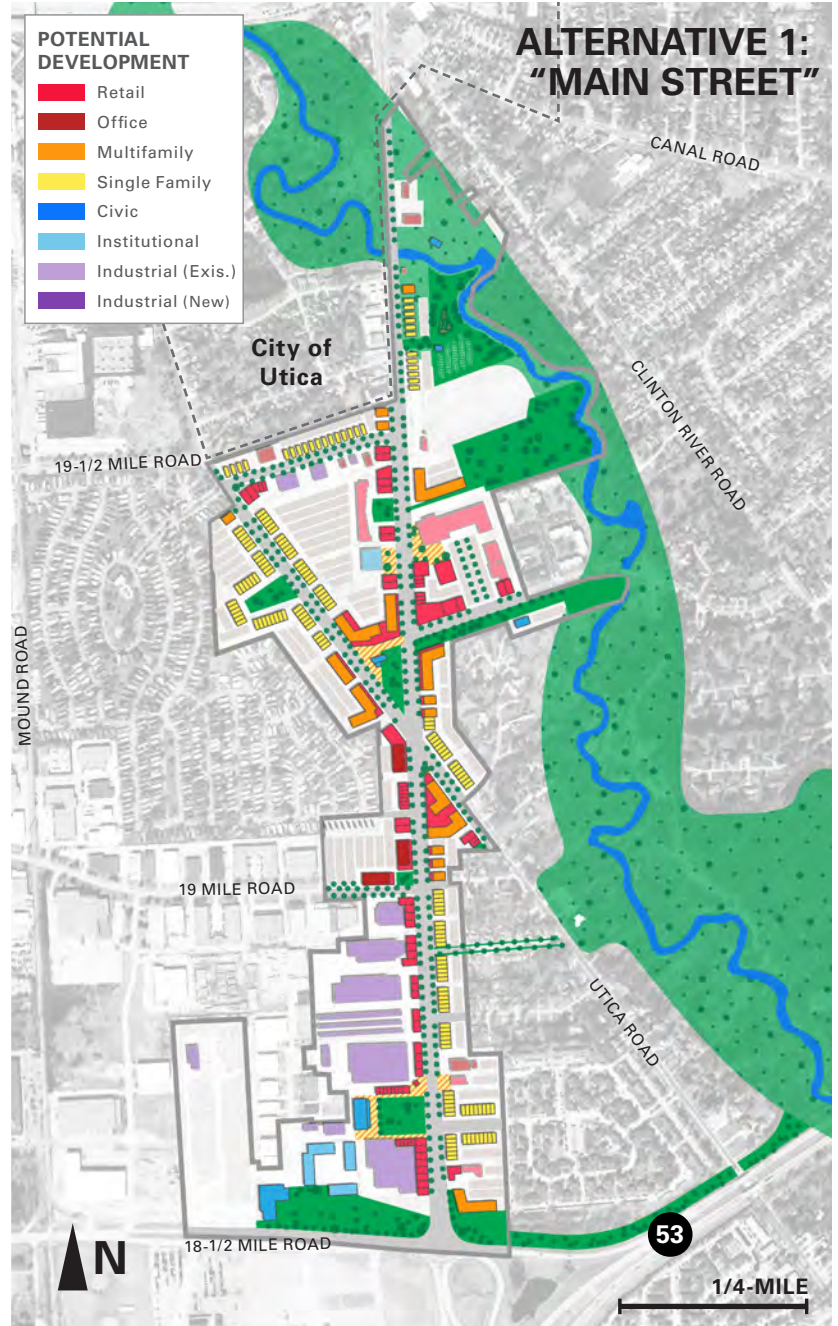 POTENTIAL
DEVELOPMENT
Retail
Office
Multifamily
Single Family
Civic
Institutional
Industrial (Exis.)
Industrial (New)
ALTERNATIVE 1:
“MAIN STREET”
CANAL ROAD
City of
Utica
CLINTON RIVER ROAD
19-1/2 MILE ROAD
MOUND ROAD
19 MILE ROAD
UTICA ROAD
53
18-1/2 MILE ROAD
N
1/4-MILE